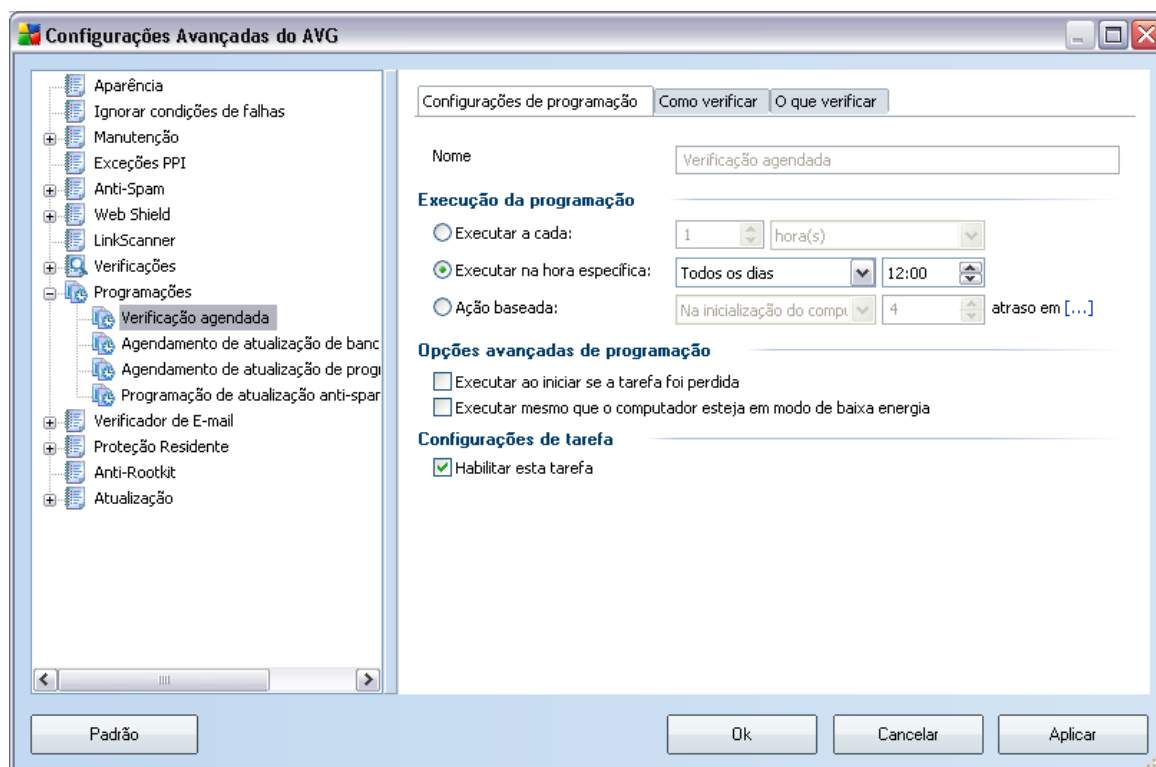 Configurações Avançadas do AVG
Aparência
Ignorar condições de falhas
Manutenção
Exceções PPI
Anti-Spam
Web Shield
LinkScanner
Verificações
Programações
Verificação agendada
Agendamento de atualização de banc
Agendamento de atualização de progr
Programação de atualização anti-spar
Verificador de E-mail
Proteção Residente
Anti-Rootkit
Atualização
Configurações de programação
Como verificar
O que verificar
Nome
Verificação agendada
Execução da programação
Executar a cada:
1
hora(s)
Executar na hora específica:
Todos os dias
12:00
Ação baseada:
Na inicialização do compu
4
atraso em [...]
Opções avançadas de programação
Executar ao iniciar se a tarefa foi perdida
Executar mesmo que o computador esteja em modo de baixa energia
Configurações de tarefa
Habilitar esta tarefa
Padrão
Ok
Cancelar
Aplicar